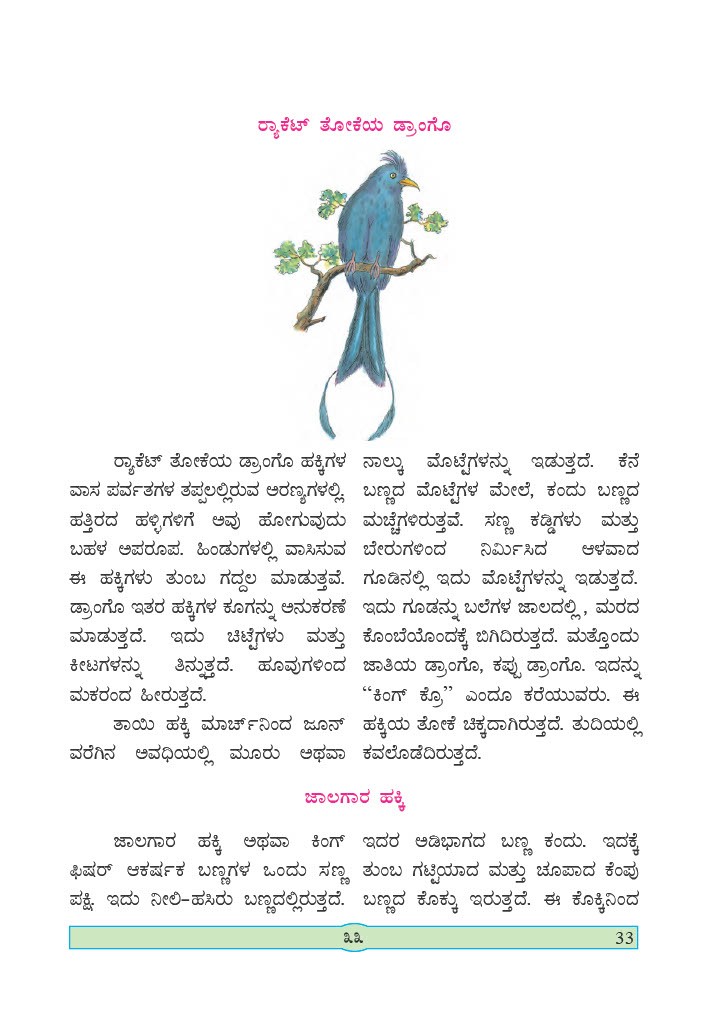 ರ‍್ಯಾಕೆಟ್ ತೋಕೆಯ ಡ್ರಾಂಗೊ
ರ‍್ಯಾಕೆಟ್ ತೋಕೆಯ ಡ್ರಾಂಗೊ ಹಕ್ಕಿಗಳ
ವಾಸ ಪರ್ವತಗಳ ತಪ್ಪಲಲ್ಲಿರುವ ಅರಣ್ಯಗಳಲ್ಲಿ.
ಹತ್ತಿರದ ಹಳ್ಳಿಗಳಿಗೆ ಅವು ಹೋಗುವುದು
ಬಹಳ ಅಪರೂಪ. ಹಿಂಡುಗಳಲ್ಲಿ ವಾಸಿಸುವ
ಈ ಹಕ್ಕಿಗಳು ತುಂಬ ಗದ್ದಲ ಮಾಡುತ್ತವೆ.
ಡ್ರಾಂಗೊ ಇತರ ಹಕ್ಕಿಗಳ ಕೂಗನ್ನು ಅನುಕರಣೆ
ಮಾಡುತ್ತದೆ. ಇದು ಚಿಟ್ಟೆಗಳು ಮತ್ತು
ಕೀಟಗಳನ್ನು ತಿನ್ನುತ್ತದೆ. ಹೂವುಗಳಿಂದ
ಮಕರಂದ ಹೀರುತ್ತದೆ.
ತಾಯಿ ಹಕ್ಕಿ ಮಾರ್ಚ್‌ನಿಂದ ಜೂನ್
ವರೆಗಿನ ಅವಧಿಯಲ್ಲಿ ಮೂರು ಅಥವಾ
ನಾಲ್ಕು ಮೊಟ್ಟೆಗಳನ್ನು ಇಡುತ್ತದೆ. ಕೆನೆ
ಬಣ್ಣದ ಮೊಟ್ಟೆಗಳ ಮೇಲೆ, ಕಂದು ಬಣ್ಣದ
ಮಚ್ಚೆಗಳಿರುತ್ತವೆ. ಸಣ್ಣ ಕಡ್ಡಿಗಳು ಮತ್ತು
ಬೇರುಗಳಿಂದ ನಿರ್ಮಿಸಿದ ಆಳವಾದ
ಗೂಡಿನಲ್ಲಿ ಇದು ಮೊಟ್ಟೆಗಳನ್ನು ಇಡುತ್ತದೆ.
ಇದು ಗೂಡನ್ನು ಬಲೆಗಳ ಜಾಲದಲ್ಲಿ, ಮರದ
ಕೊಂಬೆಯೊಂದಕ್ಕೆ ಬಿಗಿದಿರುತ್ತದೆ. ಮತ್ತೊಂದು
ಜಾತಿಯ ಡ್ರಾಂಗೊ, ಕಪ್ಪು ಡ್ರಾಂಗೊ. ಇದನ್ನು
“ಕಿಂಗ್ ಕ್ರೊ” ಎಂದೂ ಕರೆಯುವರು. ಈ
ಹಕ್ಕಿಯ ತೋಕೆ ಚಿಕ್ಕದಾಗಿರುತ್ತದೆ. ತುದಿಯಲ್ಲಿ
ಕವಲೊಡೆದಿರುತ್ತದೆ.
ಜಾಲಗಾರ ಹಕ್ಕಿ
ಜಾಲಗಾರ ಹಕ್ಕಿ ಅಥವಾ ಕಿಂಗ್
ಫಿಷರ್ ಆಕರ್ಷಕ ಬಣ್ಣಗಳ ಒಂದು ಸಣ್ಣ
ಪಕ್ಷಿ. ಇದು ನೀಲಿ-ಹಸಿರು ಬಣ್ಣದಲ್ಲಿರುತ್ತದೆ.
ಇದರ ಅಡಿಭಾಗದ ಬಣ್ಣ ಕಂದು. ಇದಕ್ಕೆ
ತುಂಬ ಗಟ್ಟಿಯಾದ ಮತ್ತು ಚೂಪಾದ ಕೆಂಪು
ಬಣ್ಣದ ಕೊಕ್ಕು ಇರುತ್ತದೆ. ಈ ಕೊಕ್ಕಿನಿಂದ
೩೩ 33